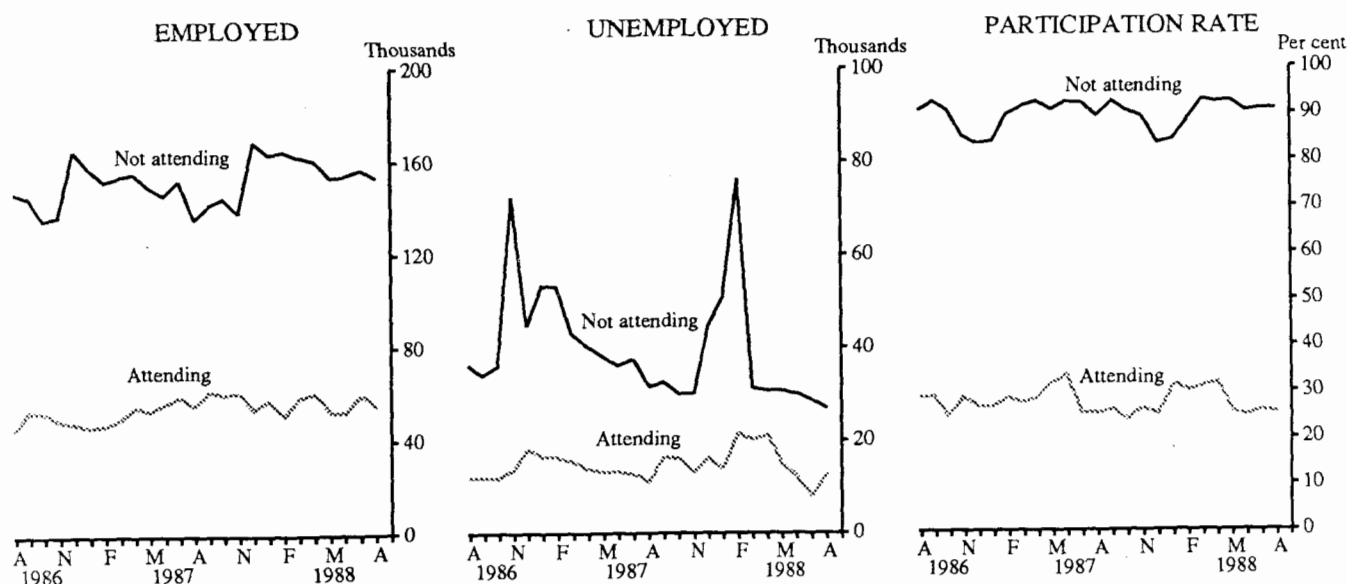 EMPLOYED
Thousands
200
160
120
80
40
0
Not attending
Attending
A N F M A N F M A
1986 1987 1988
UNEMPLOYED
Thousands
100
80
60
40
20
0
Not attending
Attending
A N F M A N F M A
1986 1987 1988
PARTICIPATION RATE
Per cent
100
90
80
70
60
50
40
30
20
10
0
Not attending
Attending
A N F M A N F M A
1986 1987 1988